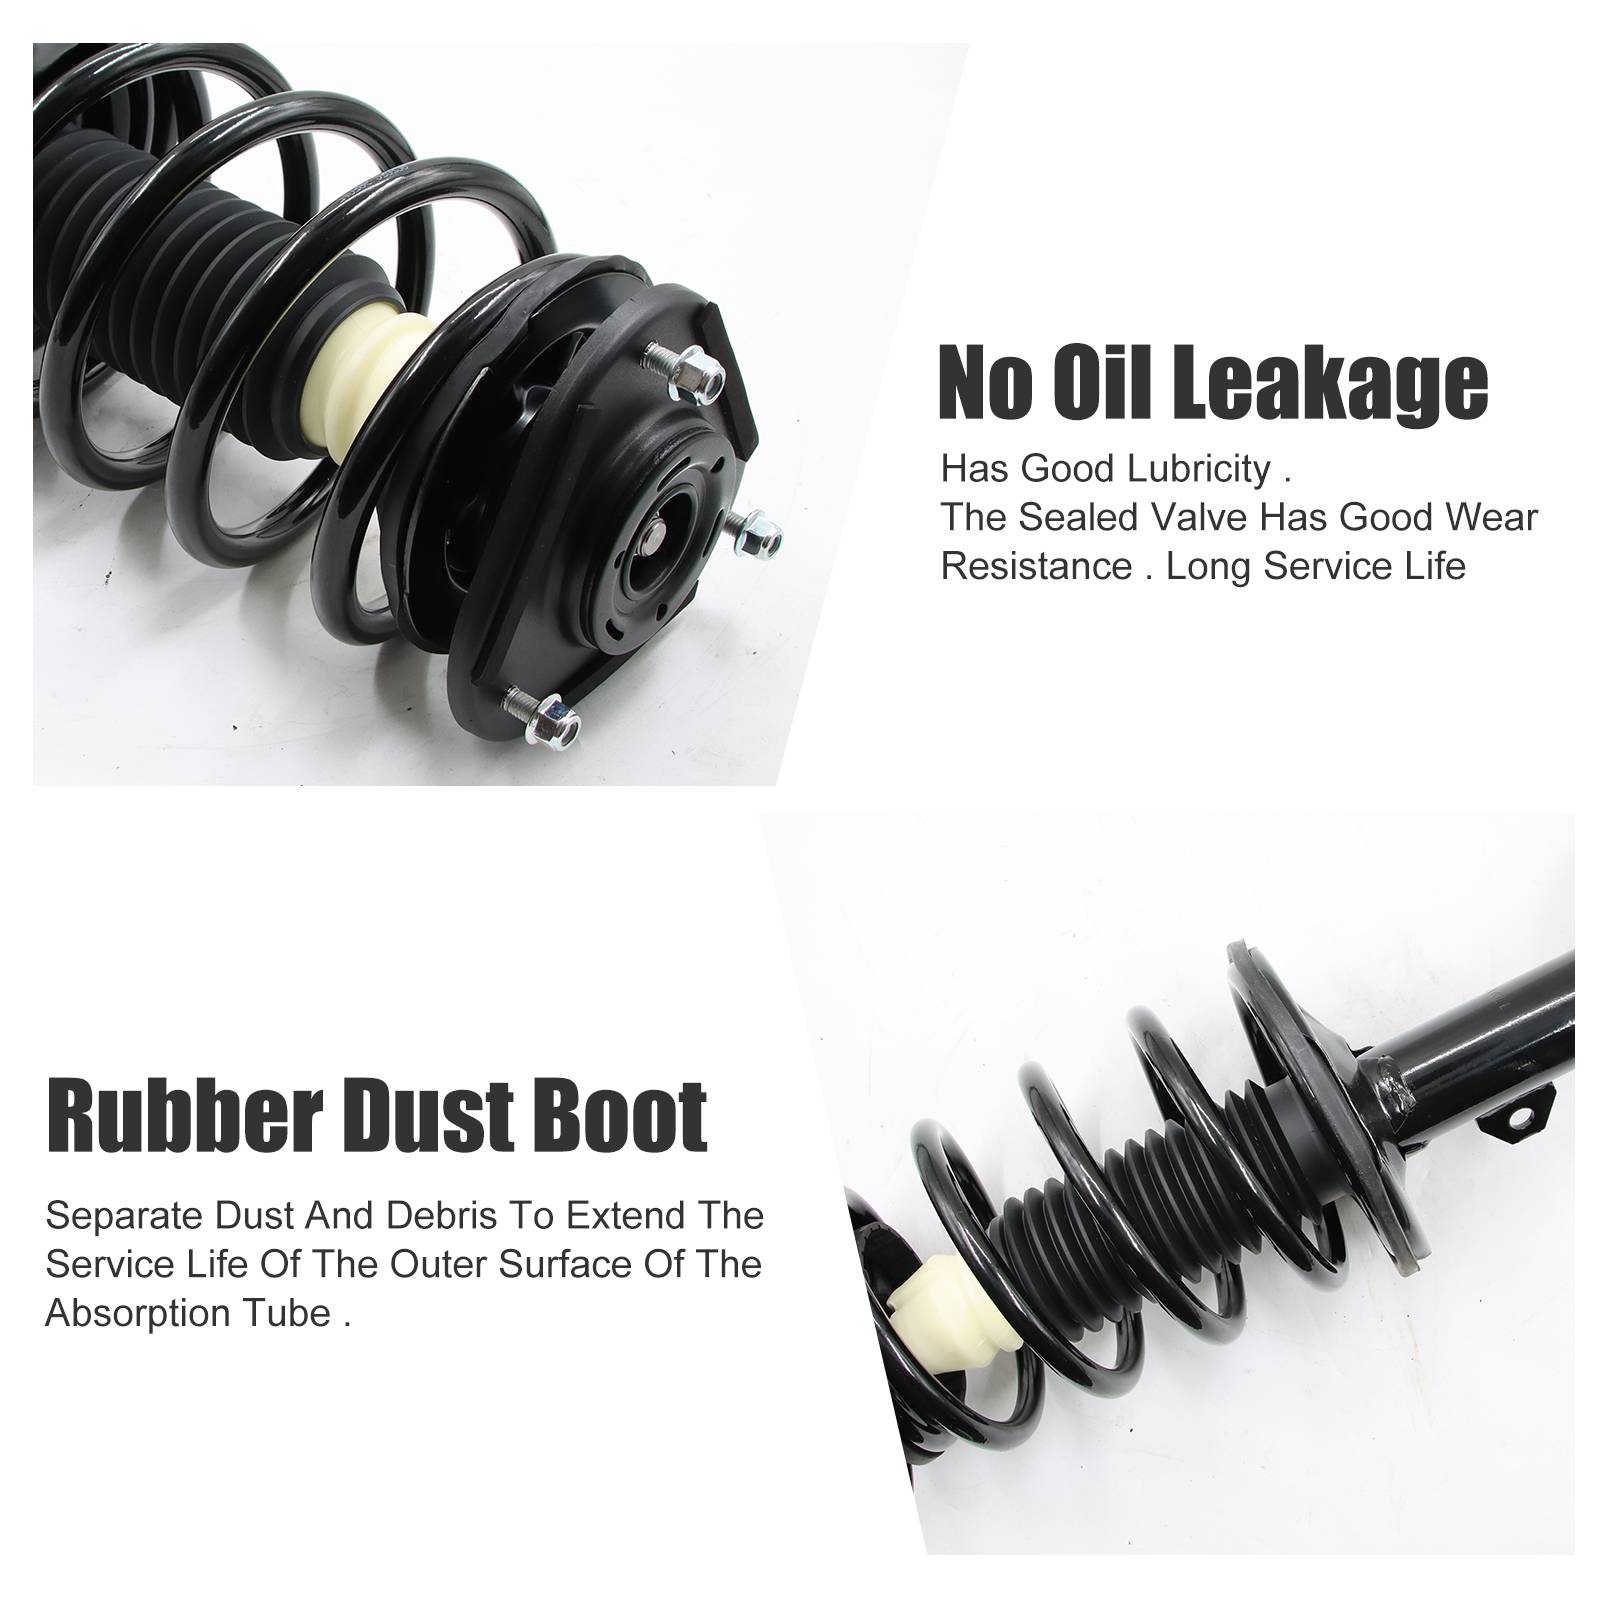 No Oil Leakage
Has Good Lubricity .
The Sealed Valve Has Good Wear
Resistance . Long Service Life
Rubber Dust Boot
Separate Dust And Debris To Extend The
Service Life Of The Outer Surface Of The
Absorption Tube .